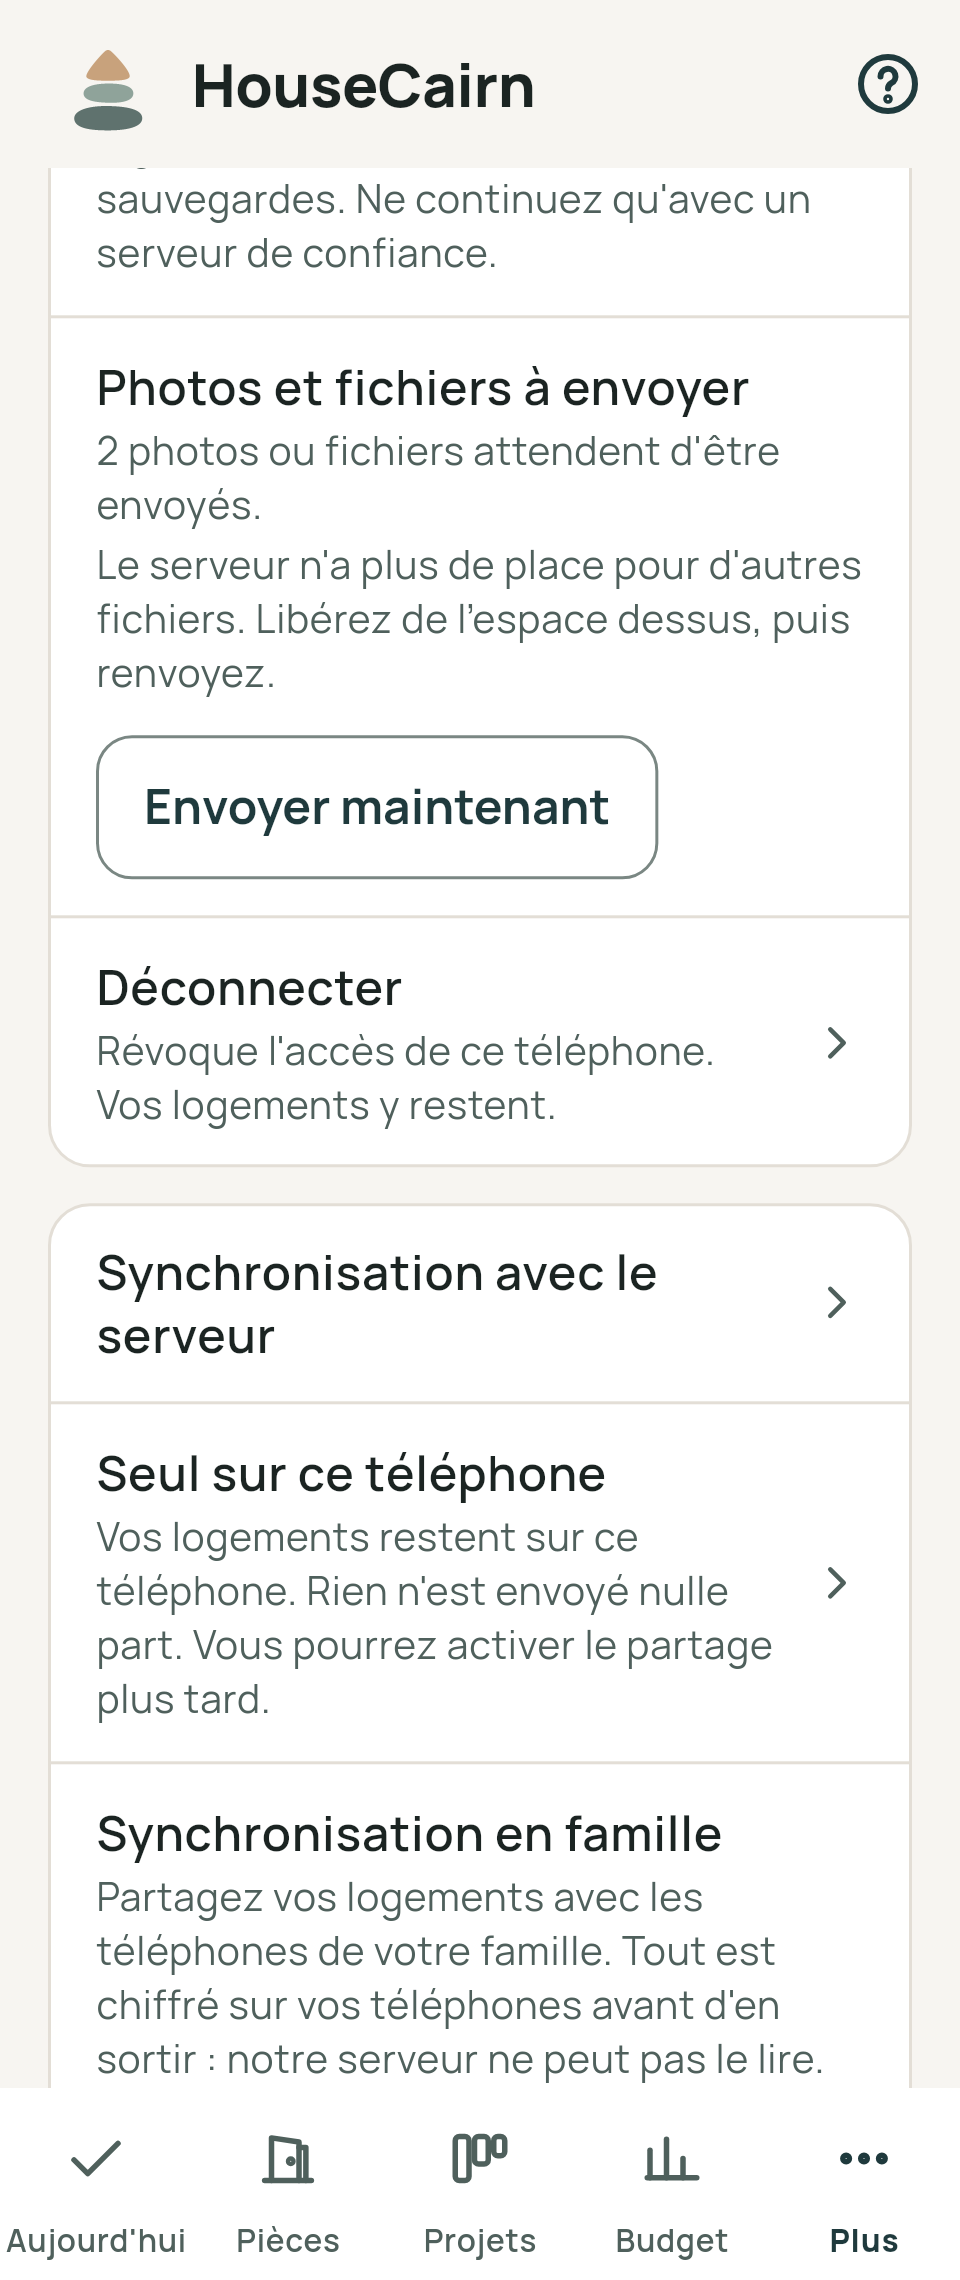 HouseCairn
sauvegardes. Ne continuez qu'avec un
serveur de confiance.
Photos et fichiers à envoyer
2 photos ou fichiers attendent d'être
envoyés.
Le serveur n'a plus de place pour d'autres
fichiers. Libérez de l’espace dessus, puis
renvoyez.
Envoyer maintenant
Déconnecter
Révoque l'accès de ce téléphone.
Vos logements y restent.
Synchronisation avec le
serveur
Seul sur ce téléphone
Vos logements restent sur ce
téléphone. Rien n'est envoyé nulle
part. Vous pourrez activer le partage
plus tard.
Synchronisation en famille
Partagez vos logements avec les
téléphones de votre famille. Tout est
chiffré sur vos téléphones avant d'en
sortir : notre serveur ne peut pas le lire.
Aujourd'hui
Pièces
Projets
Budget
Plus